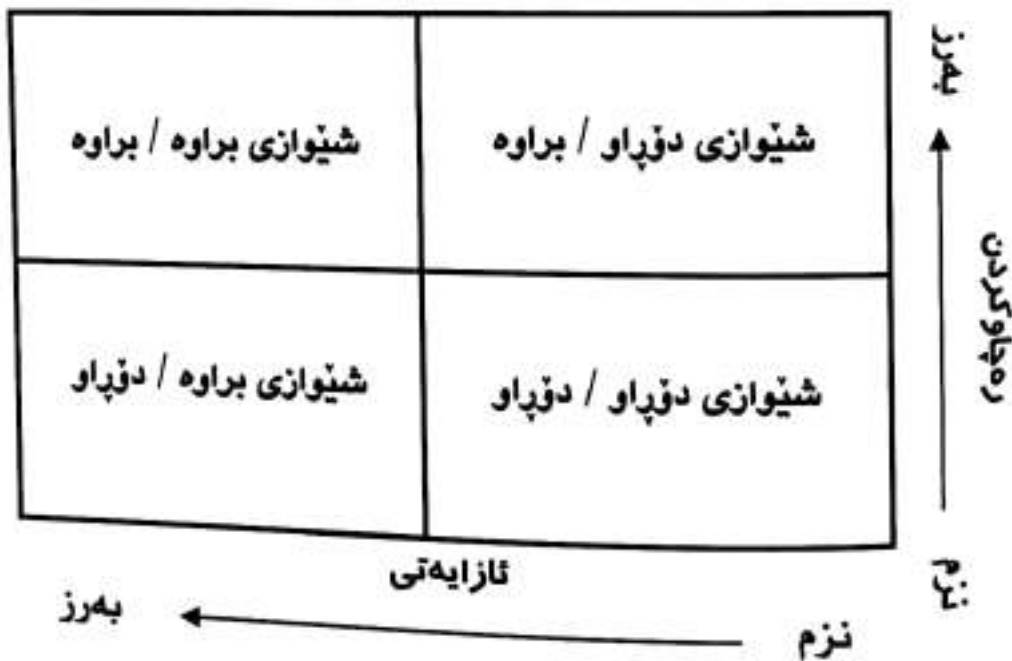 بەرز
شێوازی دۆڕاو / براوە
شێوازی براوە / براوە
ڕەچاوکردن
شێوازی دۆڕاو / دۆڕاو
شێوازی براوە / دۆڕاو
نزم
ئازایەتی
نزم
بەرز